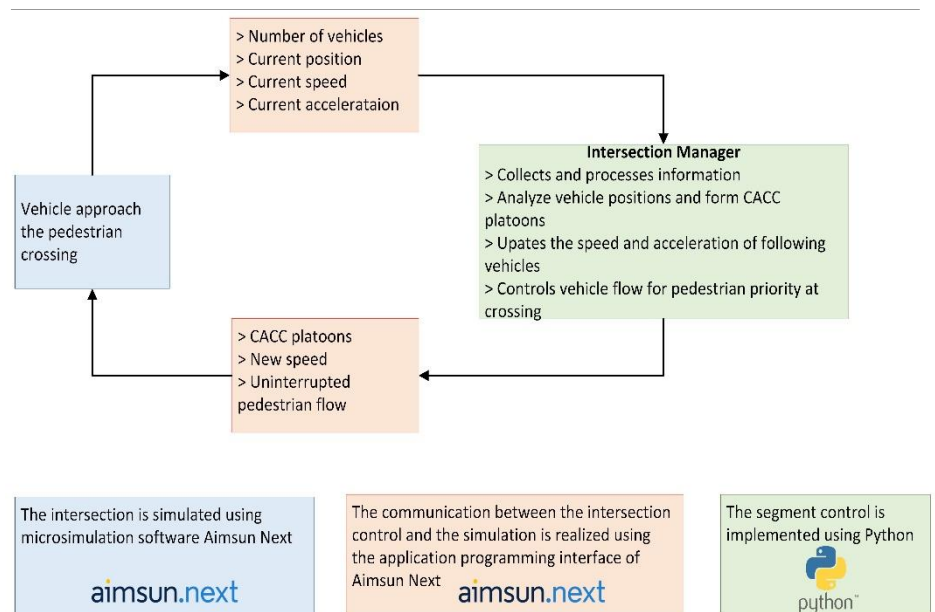 > Number of vehicles
> Current position
> Current speed
> Current accelerataion
Intersection Manager
> Collects and processes information
> Analyze vehicle positions and form CACC
platoons
> Upates the speed and acceleration of following
vehicles
> Controls vehicle flow for pedestrian priority at
crossing
Vehicle approach
the pedestrian
crossing
> CACC platoons
> New speed
> Uninterrupted
pedestrian flow
The intersection is simulated using
microsimulation software Aimsun Next
aimsun.next
The communication between the intersection
control and the simulation is realized using
the application programming interface of
Aimsun Next
aimsun.next
The segment control is
implemented using Python
python™